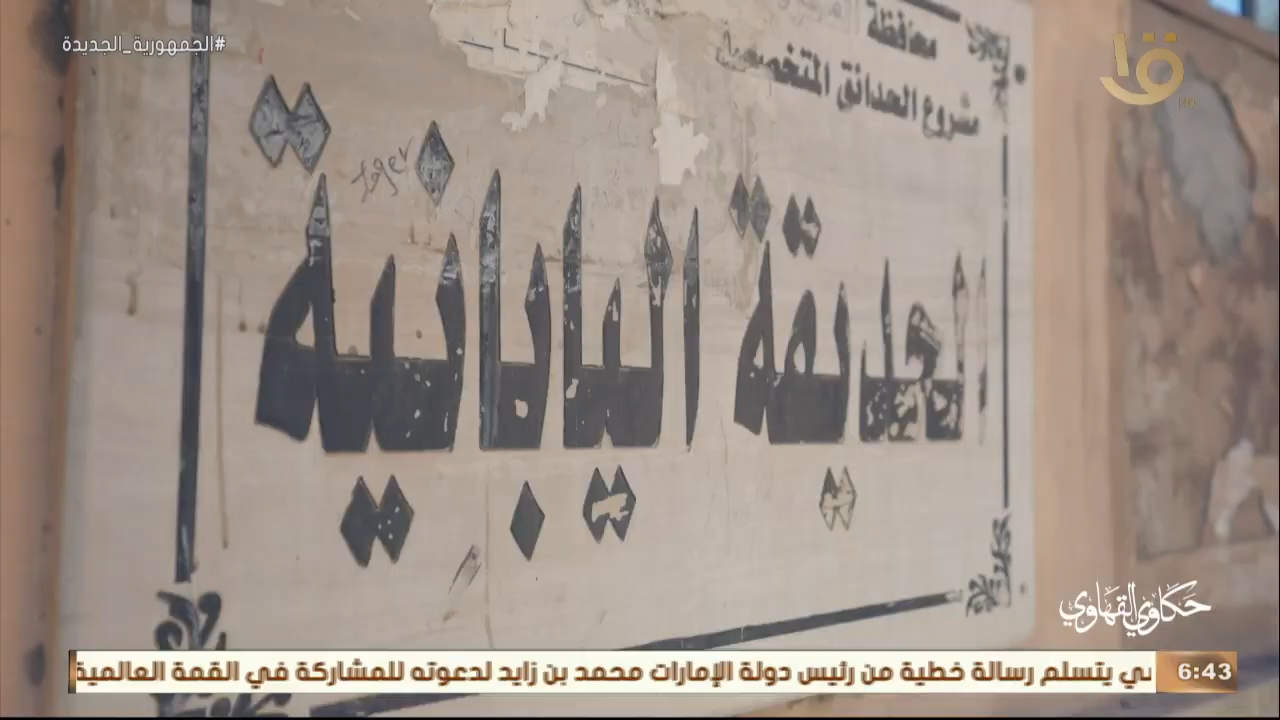 #الجمهورية_الجديدة
محافظة
مشروع الحدائق المتخصصة
الحديقة اليابانية
حكاوي القهاوي
6:43
ي يتسلم رسالة خطية من رئيس دولة الإمارات محمد بن زايد لدعوته للمشاركة في القمة العالمية